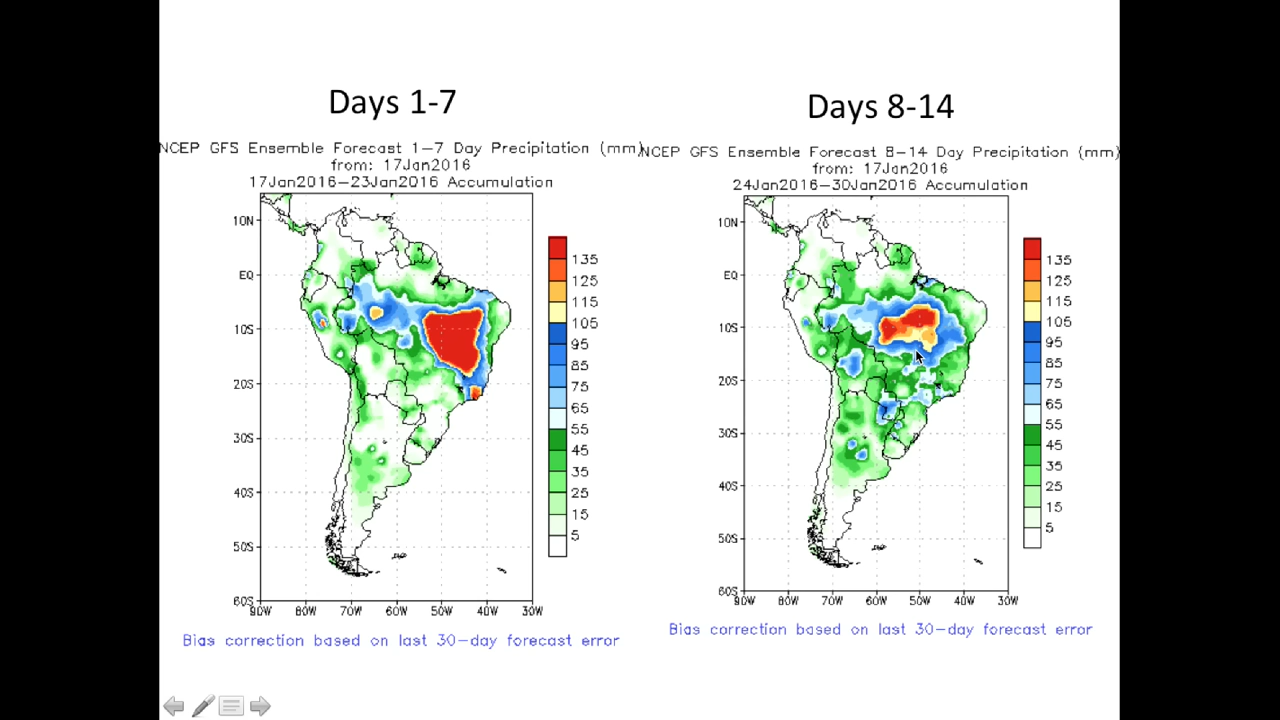 Days 1-7
NCEP GFS Ensemble Forecast 1-7 Day Precipitation (mm)
from: 17Jan2016
17Jan2016-23Jan2016 Accumulation
10N
EQ
10S
20S
30S
40S
50S
60S
90W 80W 70W 60W 50W 40W 30W
135
125
115
105
95
85
75
65
55
45
35
25
15
5
Bias correction based on last 30-day forecast error
Days 8-14
NCEP GFS Ensemble Forecast 8-14 Day Precipitation (mm)
from: 17Jan2016
24Jan2016-30Jan2016 Accumulation
10N
EQ
10S
20S
30S
40S
50S
60S
90W 80W 70W 60W 50W 40W 30W
135
125
115
105
95
85
75
65
55
45
35
25
15
5
Bias correction based on last 30-day forecast error